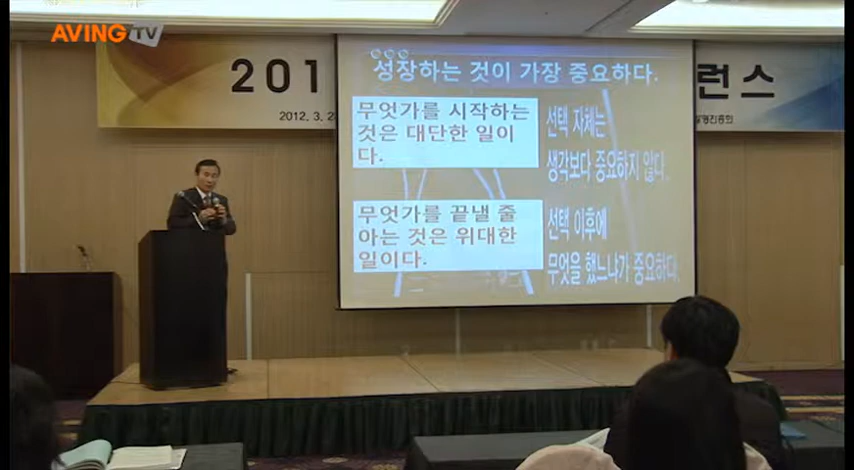 AVING TV
201
런스
2012. 3. 2
성장하는 것이 가장 중요하다.
무엇가를 시작하는
것은 대단한 일이
다.
선택 자체는
생각보다 중요하지 않다.
무엇가를 끝낼 줄
아는 것은 위대한
일이다.
선택 이후에
무엇을 했느냐가 중요하다.